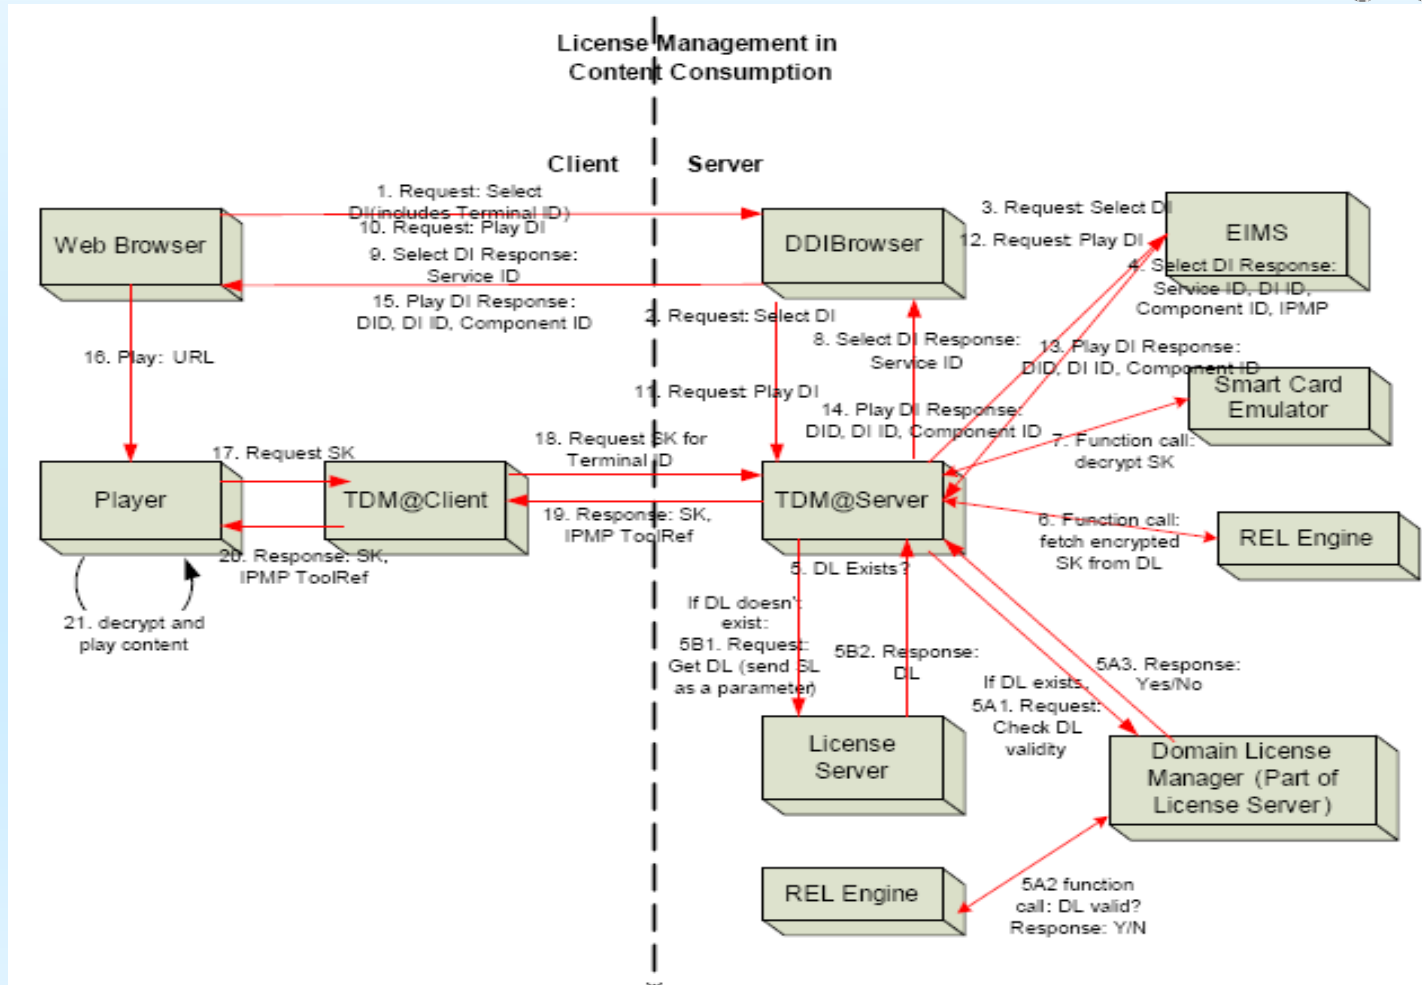 License Management in
Content Consumption
Client
Server
1. Request: Select
DI(includes Terminal ID)
10. Request: Play DI
9. Select DI Response:
Service ID
15. Play DI Response:
DID, DI ID, Component ID
Web Browser
DDIBrowser
3. Request: Select DI
12. Request: Play DI
EIMS
4. Select DI Response:
Service ID, DI ID,
Component ID, IPMP
2. Request: Select DI
8. Select DI Response:
Service ID
13. Play DI Response:
DID, DI ID, Component ID
16. Play: URL
11. Request: Play DI
14. Play DI Response:
DID, DI ID, Component ID
Smart Card
Emulator
7. Function call:
decrypt SK
17. Request SK
18. Request SK for
Terminal ID
Player
TDM@Client
TDM@Server
19. Response: SK,
IPMP ToolRef
6. Function call:
fetch encrypted
SK from DL
REL Engine
20. Response: SK,
IPMP ToolRef
21. decrypt and
play content
5. DL Exists?
If DL doesn't
exist:
5B1. Request:
Get DL (send SL
as a parameter)
5B2. Response:
DL
If DL exists,
5A1. Request:
Check DL
validity
5A3. Response:
Yes/No
License
Server
Domain License
Manager (Part of
License Server)
REL Engine
5A2 function
call: DL valid?
Response: Y/N